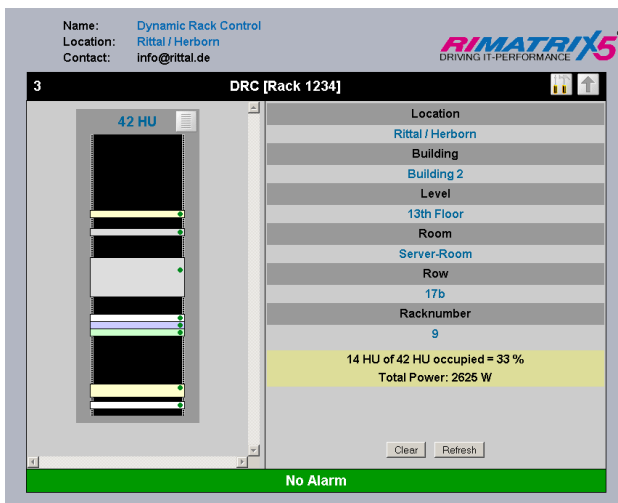 Name: Dynamic Rack Control
Location: Rittal / Herborn
Contact: info@rittal.de
RIMATRIX5
DRIVING IT-PERFORMANCE
3 DRC [Rack 1234]
42 HU
Location
Rittal / Herborn
Building
Building 2
Level
13th Floor
Room
Server-Room
Row
17b
Racknumber
9
14 HU of 42 HU occupied = 33 %
Total Power: 2625 W
Clear Refresh
No Alarm